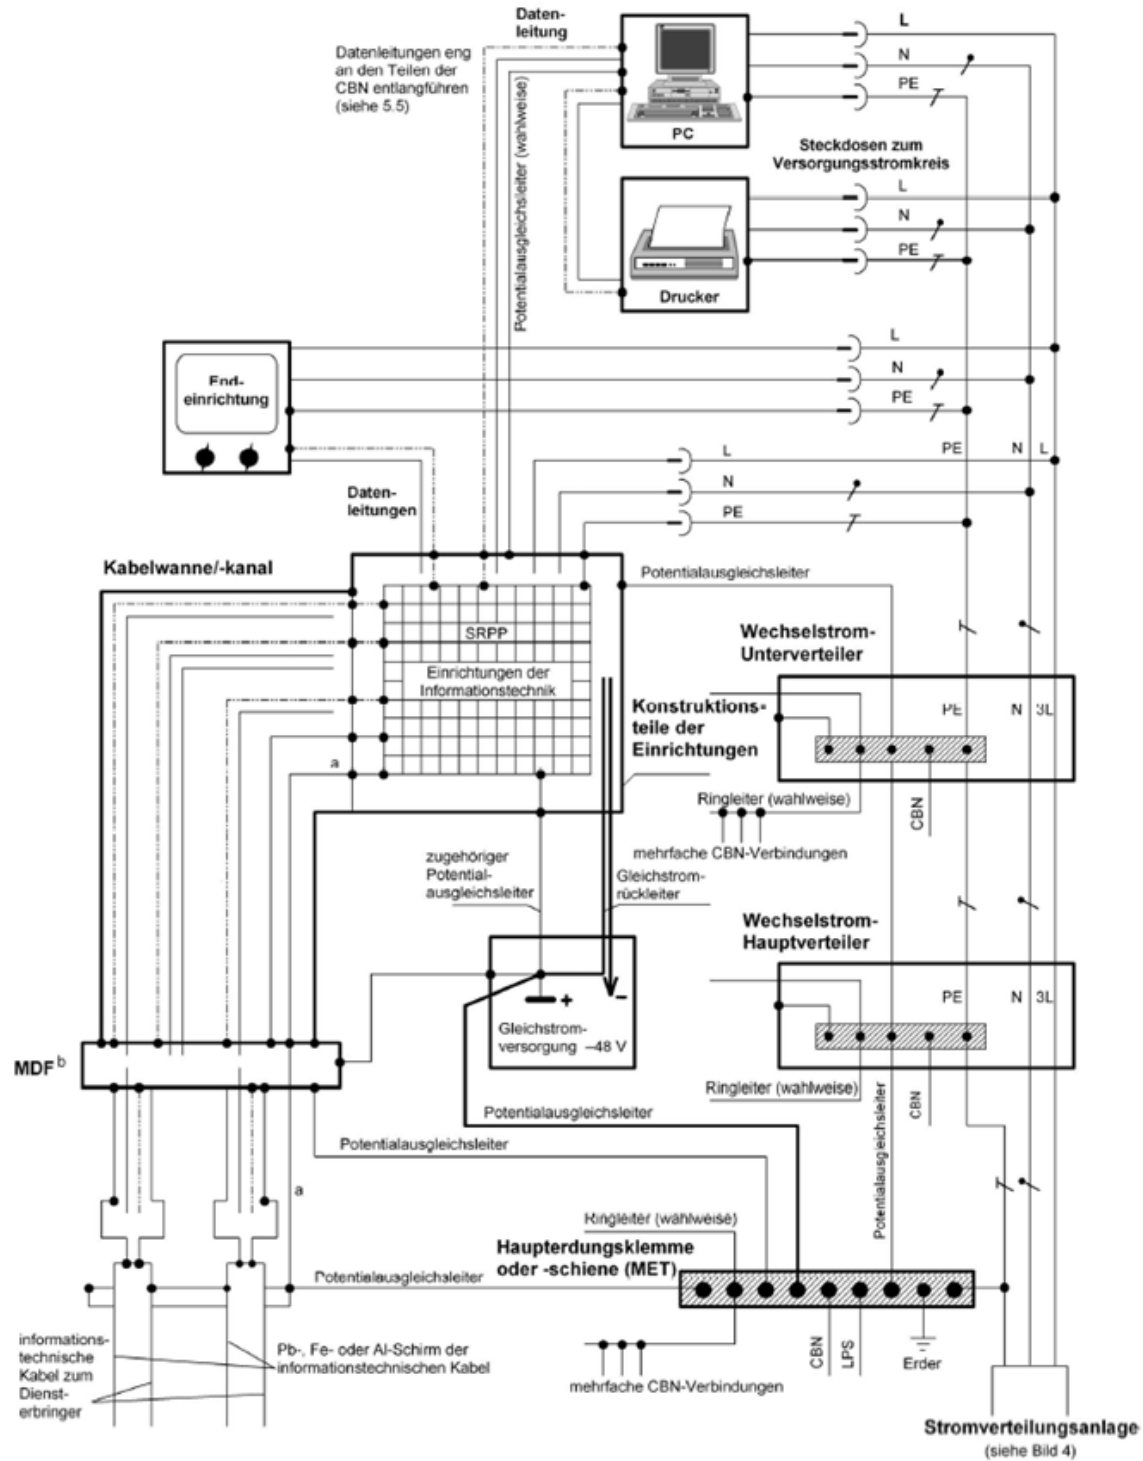 Daten-
leitung
Datenleitungen eng
an den Teilen der
CBN entlangführen
(siehe 5.5)
Potentialausgleichsleiter (wahlweise)
PC
L
N
PE
Steckdosen zum
Versorgungsstromkreis
L
N
PE
Drucker
End-
einrichtung
L
N
PE
PE N L
L
N
PE
Daten-
leitungen
Kabelwanne/-kanal
Potentialausgleichsleiter
SRPP
Einrichtungen der
Informationstechnik
Wechselstrom-
Unterverteiler
Konstruktions-
teile der
Einrichtungen
PE N 3L
a
Ringleiter (wahlweise)
CBN
mehrfache CBN-Verbindungen
zugehöriger
Potential-
ausgleichsleiter
Gleichstrom-
rückleiter
Wechselstrom-
Hauptverteiler
PE N 3L
+
–
Gleichstrom-
versorgung –48 V
MDF b
Ringleiter (wahlweise)
CBN
Potentialausgleichsleiter
Potentialausgleichsleiter
Potentialausgleichsleiter
a
Ringleiter (wahlweise)
Haupterdungsklemme
oder -schiene (MET)
Potentialausgleichsleiter
informations-
technische
Kabel zum
Dienst-
erbringer
Pb-, Fe- oder Al-Schirm der
informationstechnischen Kabel
mehrfache CBN-Verbindungen
CBN
LPS
Erder
Stromverteilungsanlage
(siehe Bild 4)